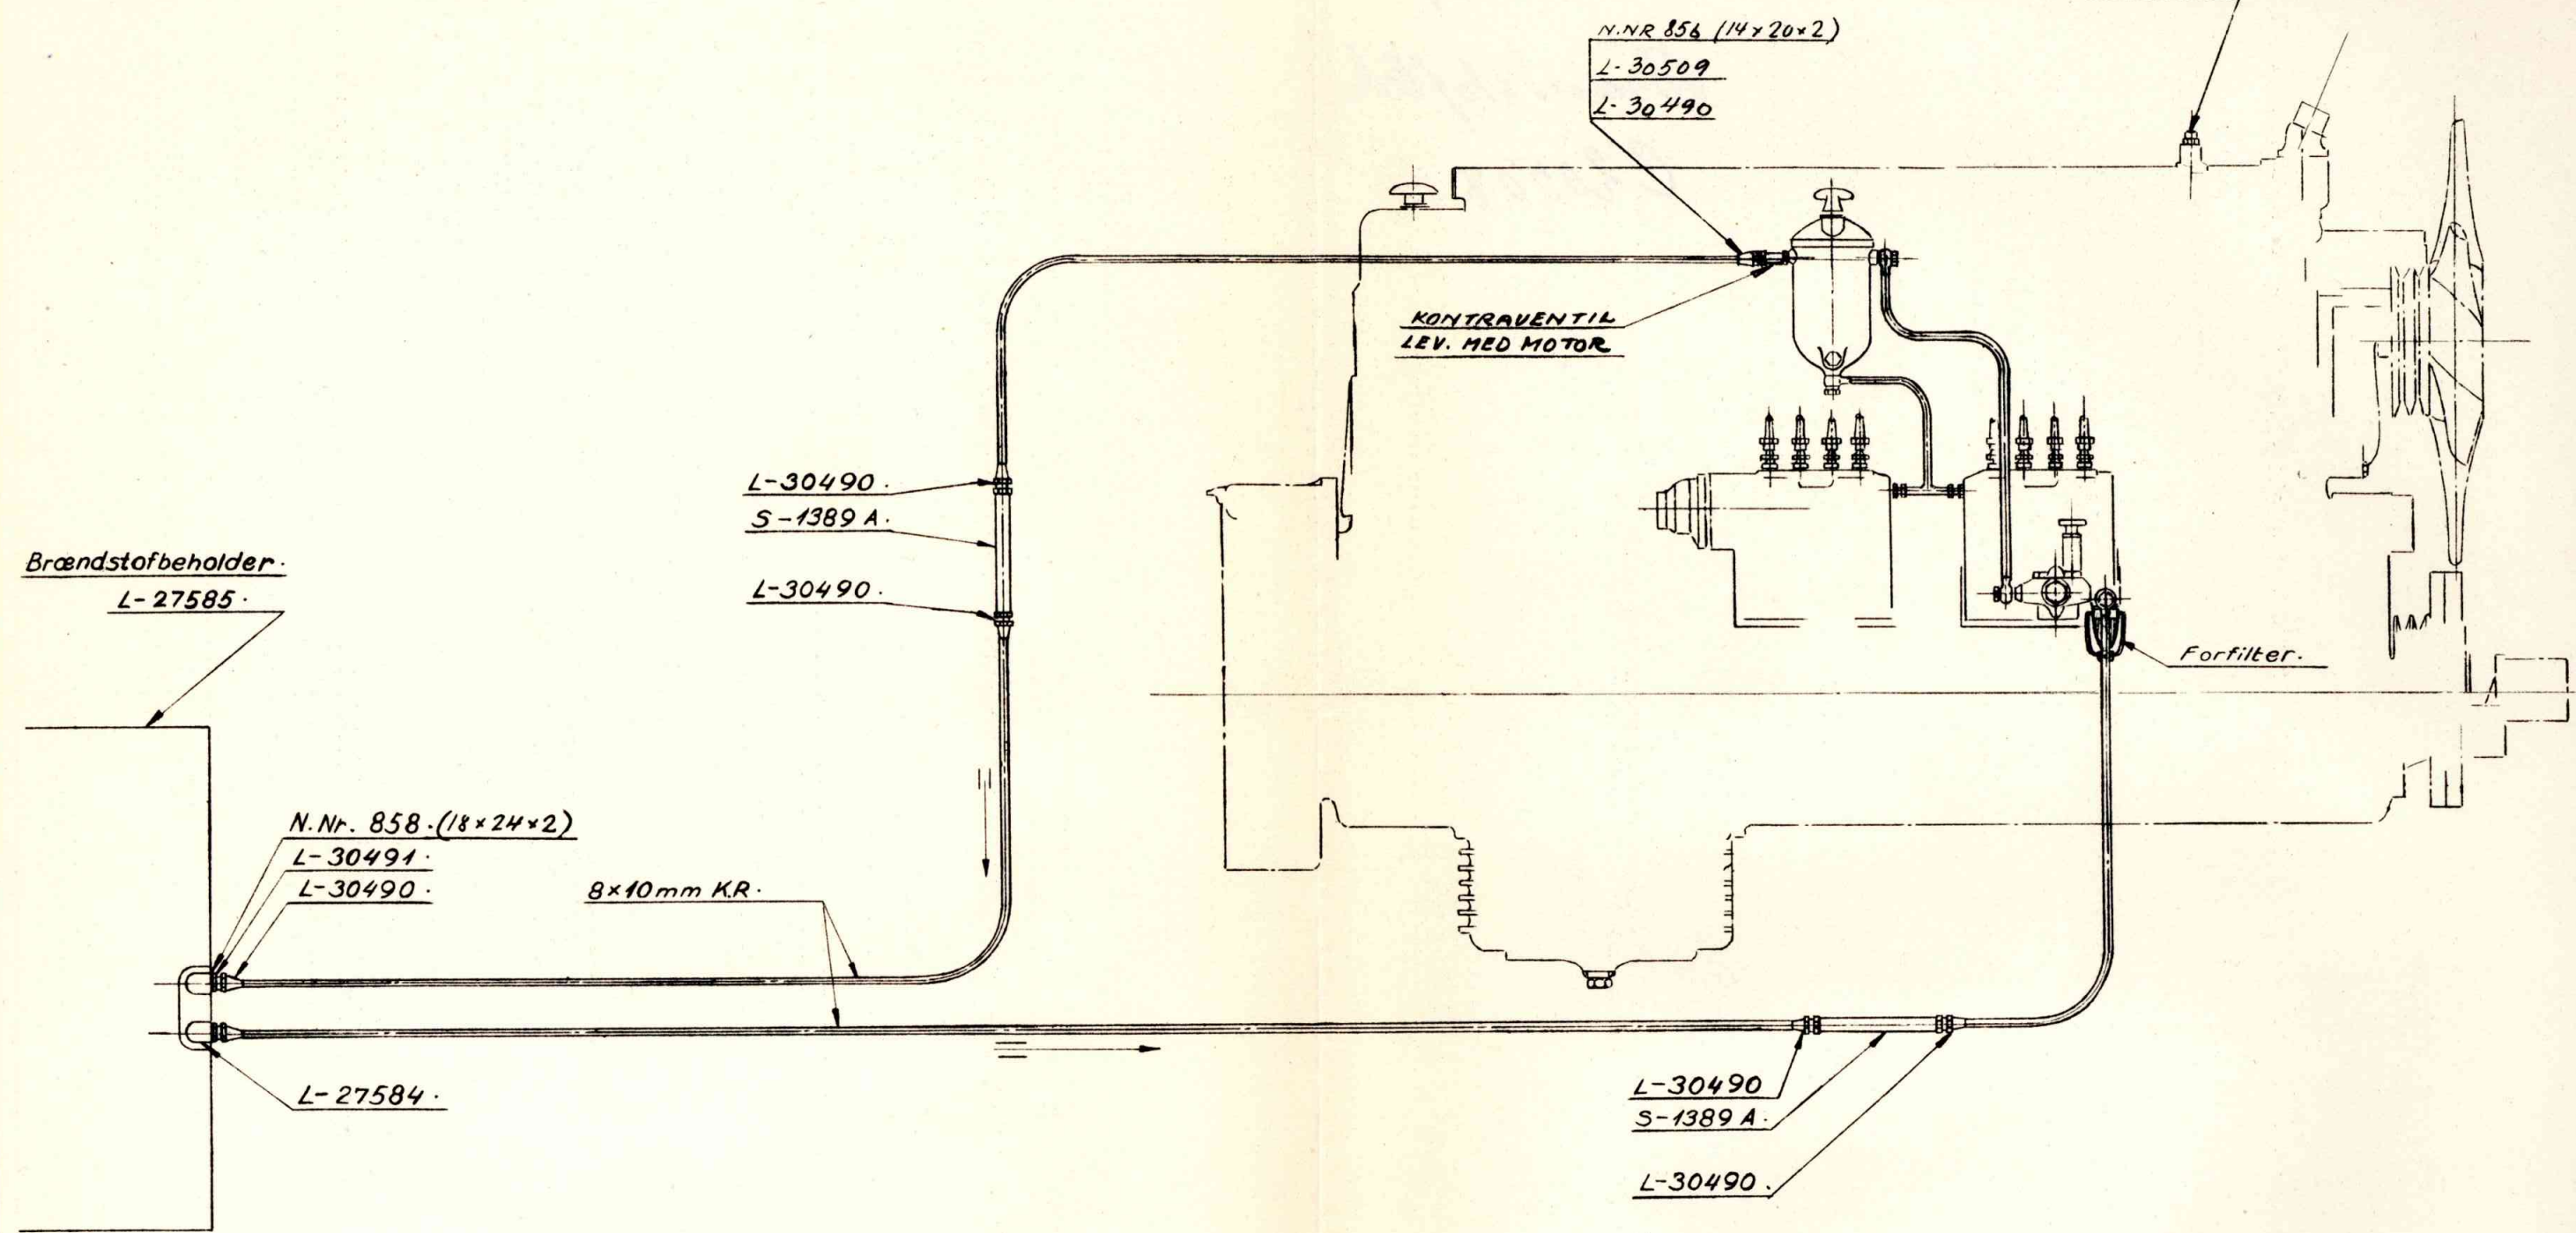 N.NR 856 (14×20×2)
L-30509
L-30490
KONTRAVENTIL
LEV. MED MOTOR
L-30490.
S-1389 A.
L-30490.
Brændstofbeholder.
L-27585.
Forfilter.
N.Nr. 858.(18×24×2)
L-30491.
L-30490.
8×10mm K.R.
L-27584.
L-30490
S-1389 A.
L-30490.